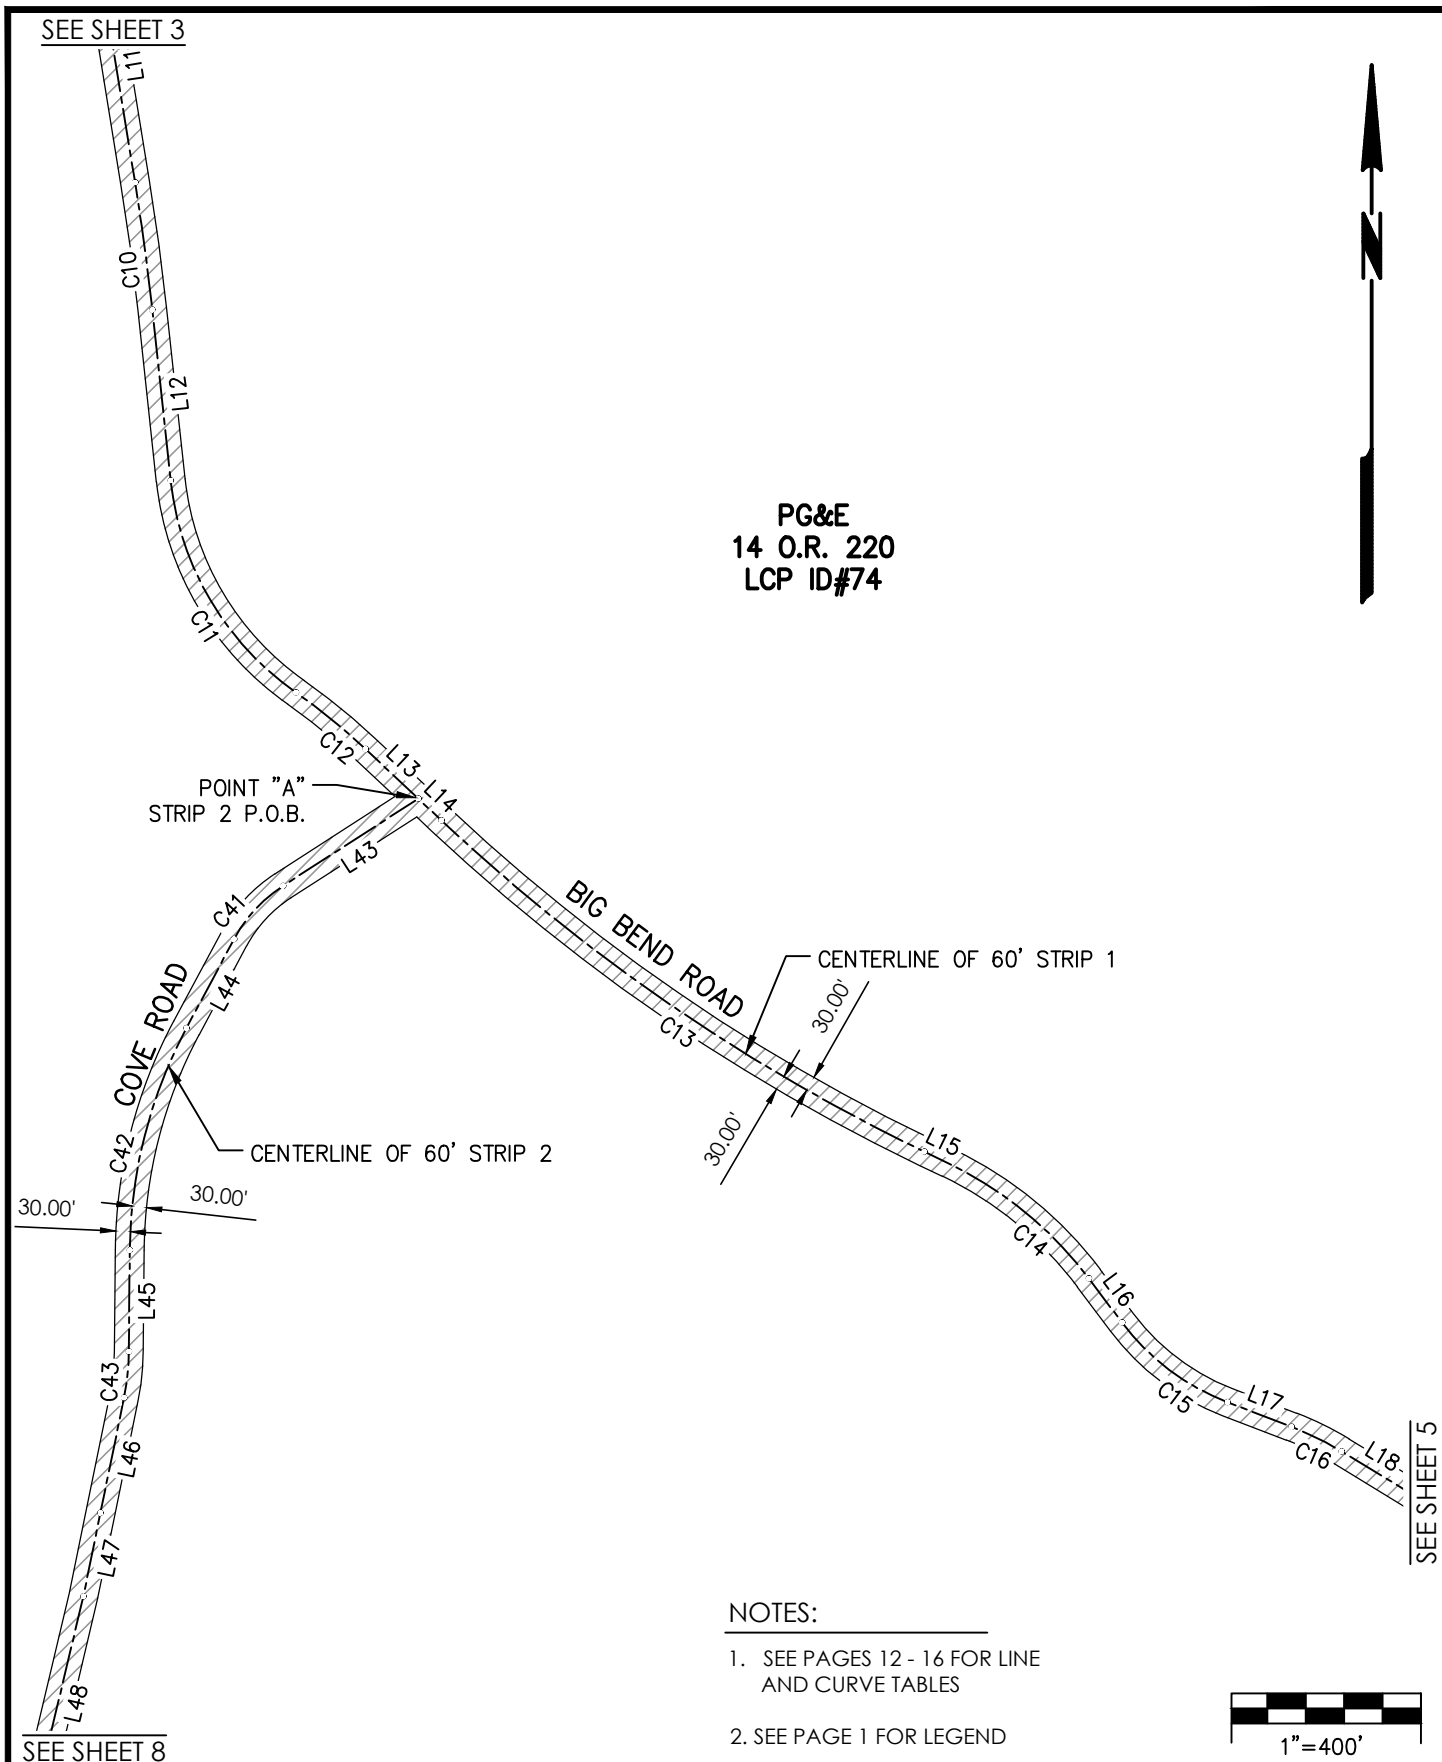 SEE SHEET 3
L11
N
C10
L12
PG&E
14 O.R. 220
LCP ID#74
C11
C12
L13
POINT "A"
STRIP 2 P.O.B.
L14
L43
BIG BEND ROAD
C41
CENTERLINE OF 60' STRIP 1
COVE ROAD
L44
30.00'
C13
30.00'
C42
CENTERLINE OF 60' STRIP 2
L15
30.00'
30.00'
C14
L45
L16
C43
C15
L17
L46
C16
L18
SEE SHEET 5
L47
L48
SEE SHEET 8
NOTES:
1. SEE PAGES 12 - 16 FOR LINE
AND CURVE TABLES
2. SEE PAGE 1 FOR LEGEND
1"=400'